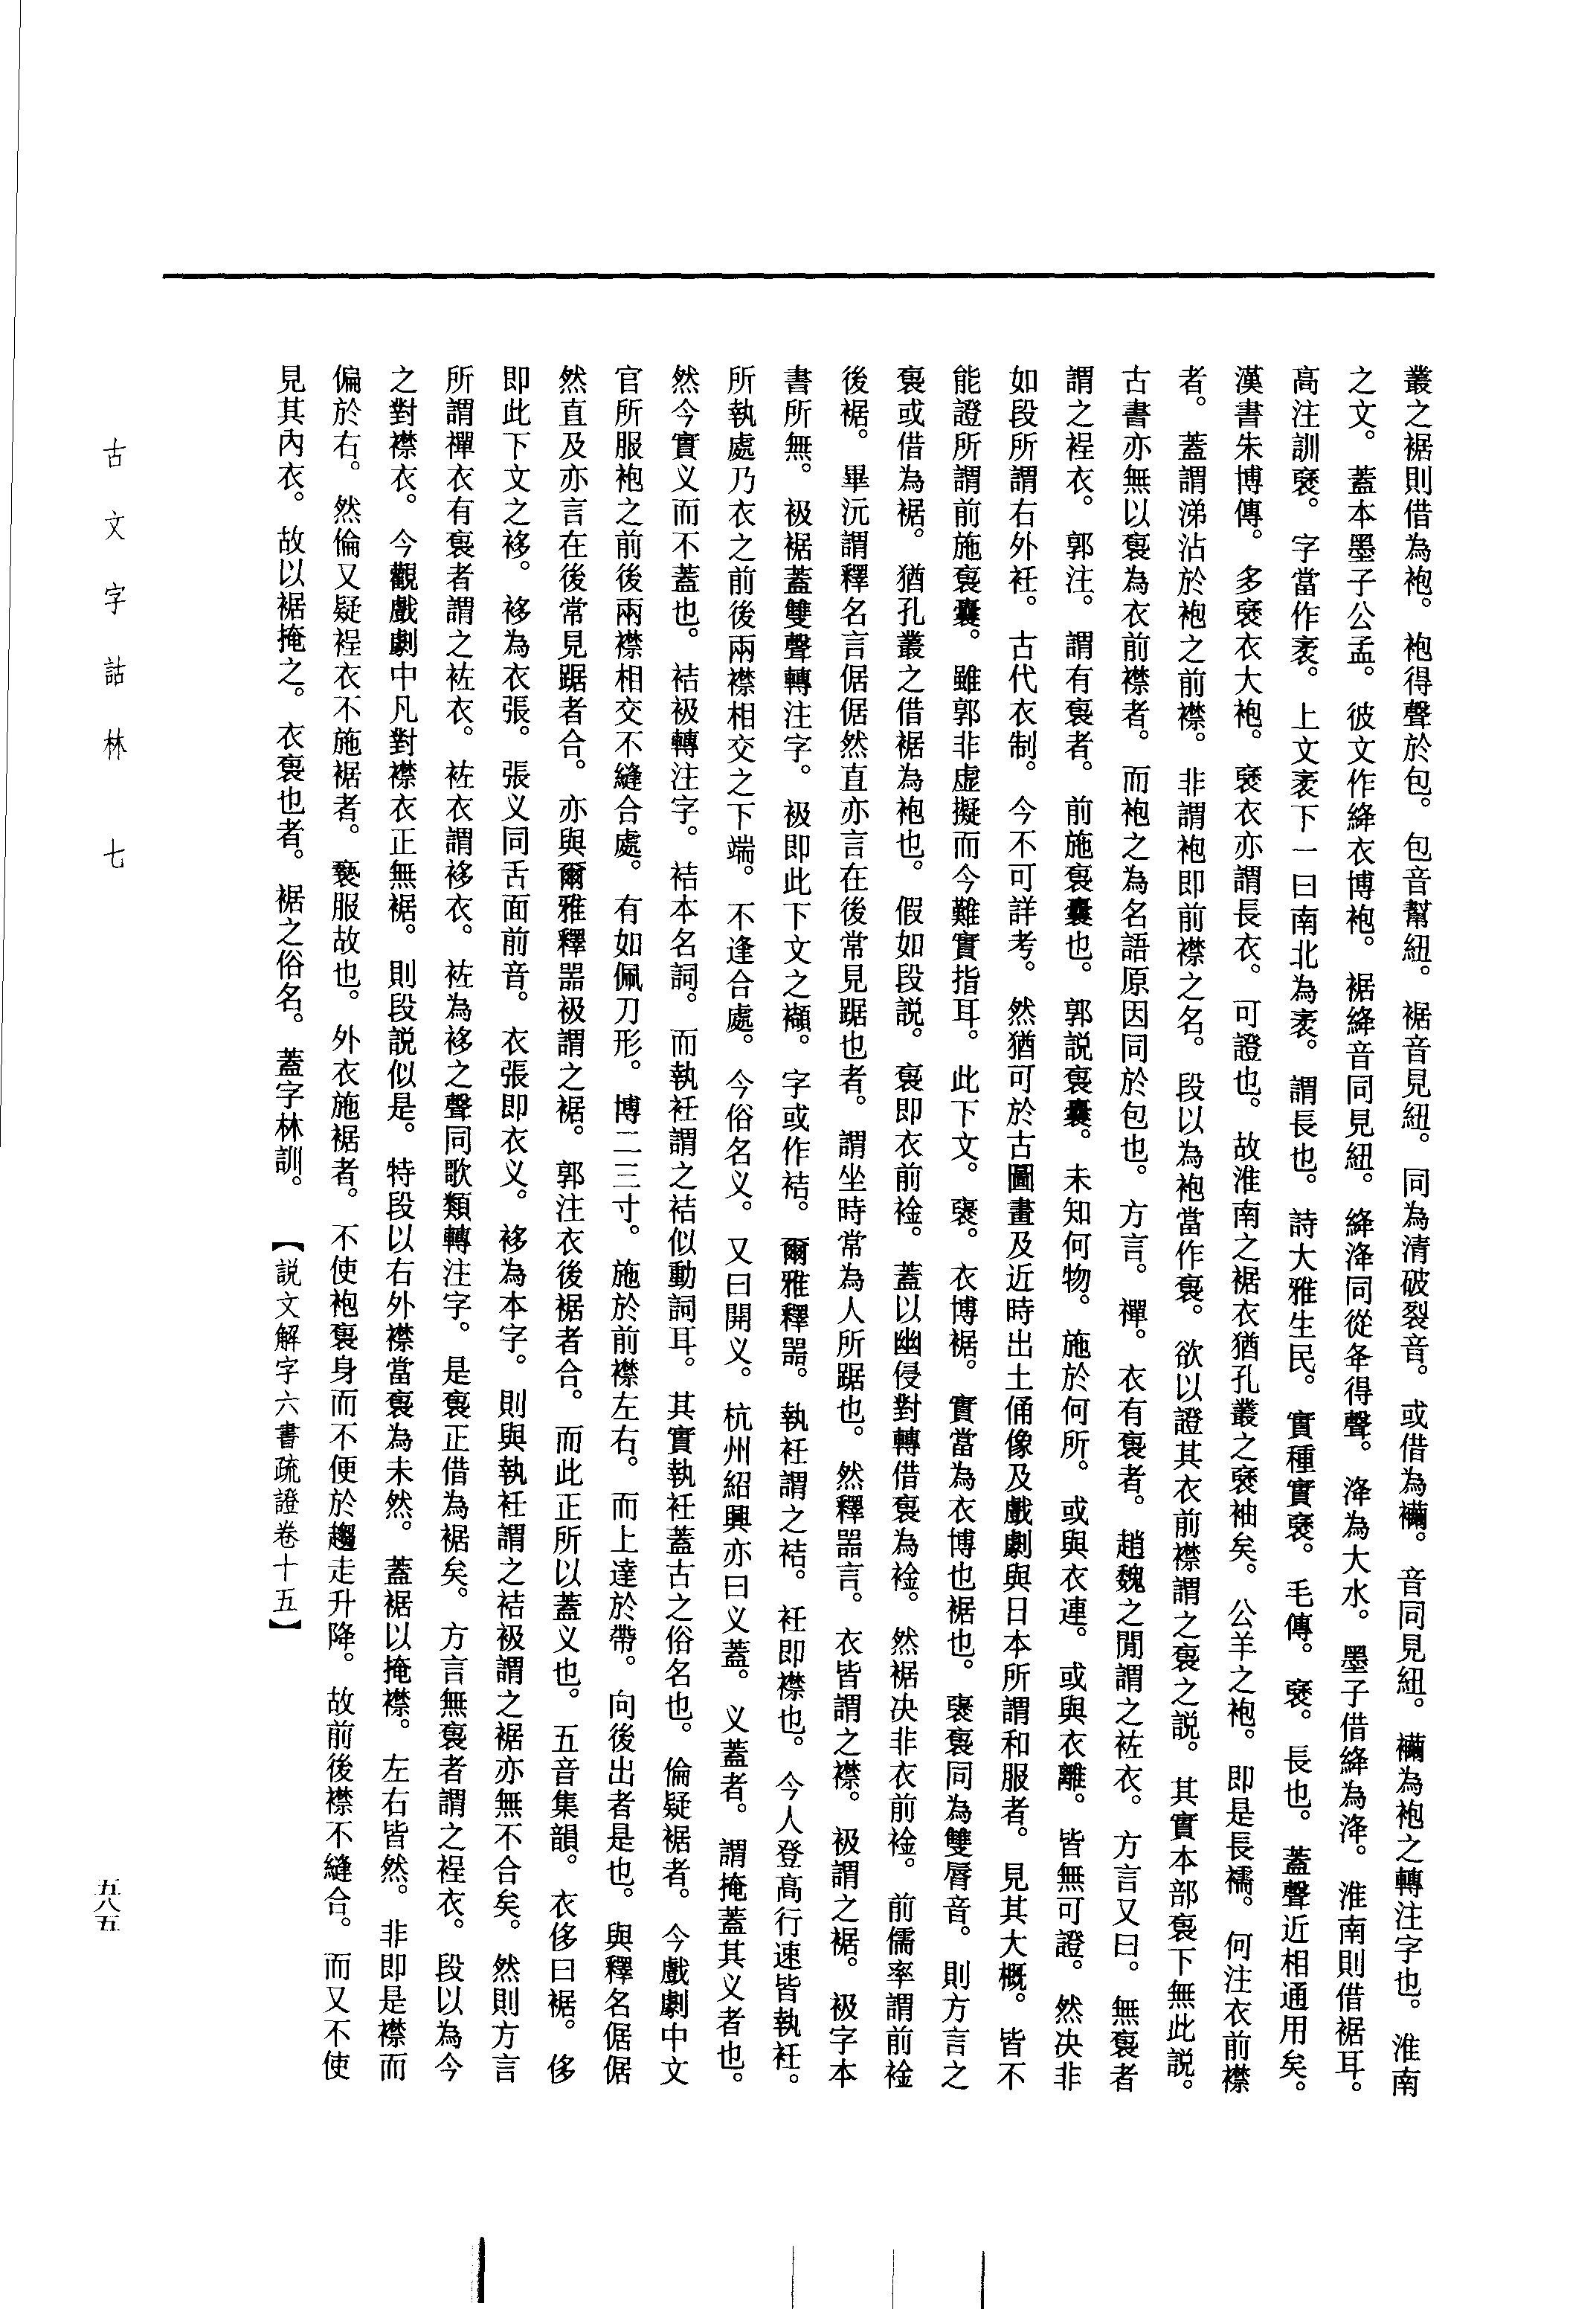 叢之裾則借為袍。袍得聲於包。包音幫紐。裾音見紐。同為清破裂音。或借為襺。音同見紐。襺為袍之轉注字也。淮南
之文。蓋本墨子公孟。彼文作絳衣博袍。裾絳音同見紐。絳洚同從夅得聲。洚為大水。墨子借絳為洚。淮南則借裾耳。
高注訓裦。字當作袤。上文袤下一曰南北為袤。謂長也。詩大雅生民。實種實裦。毛傳。裦。長也。蓋聲近相通用矣。
漢書朱博傳。多裦衣大袍。裦衣亦謂長衣。可證也。故淮南之裾衣猶孔叢之裦袖矣。公羊之袍。即是長襦。何注衣前襟
者。蓋謂涕沾於袍之前襟。非謂袍即前襟之名。段以為袍當作裛。欲以證其衣前襟謂之裛之説。其實本部裛下無此説。
古書亦無以裛為衣前襟者。而袍之為名語原因同於包也。方言。襌。衣有裛者。趙魏之閒謂之袏衣。方言又曰。無裛者
謂之裎衣。郭注。謂有裛者。前施裛囊也。郭説裛囊。未知何物。施於何所。或與衣連。或與衣離。皆無可證。然決非
如段所謂右外衽。古代衣制。今不可詳考。然猶可於古圖畫及近時出土俑像及戲劇與日本所謂和服者。見其大概。皆不
能證所謂前施裛囊。雖郭非虛擬而今難實指耳。此下文。襃。衣博裾。實當為衣博也裾也。襃裛同為雙脣音。則方言之
裛或借為裾。猶孔叢之借裾為袍也。假如段説。裛即衣前裣。蓋以幽侵對轉借裛為裣。然裾決非衣前裣。前儒率謂前裣
後裾。畢沅謂釋名言倨倨然直亦言在後常見踞也者。謂坐時常為人所踞也。然釋器言。衣皆謂之襟。衱謂之裾。衱字本
書所無。衱裾蓋雙聲轉注字。衱即此下文之襭。字或作袺。爾雅釋器。執衽謂之袺。衽即襟也。今人登高行速皆執衽。
所執處乃衣之前後兩襟相交之下端。不逢合處。今俗名义。又曰開义。杭州紹興亦曰义蓋。义蓋者。謂掩蓋其义者也。
然今實义而不蓋也。袺衱轉注字。袺本名詞。而執衽謂之袺似動詞耳。其實執衽蓋古之俗名也。倫疑裾者。今戲劇中文
官所服袍之前後兩襟相交不縫合處。有如佩刀形。博二三寸。施於前襟左右。而上達於帶。向後出者是也。與釋名倨倨
然直及亦言在後常見踞者合。亦與爾雅釋器衱謂之裾。郭注衣後裾者合。而此正所以蓋义也。五音集韻。衣侈曰裾。侈
即此下文之袳。袳為衣張。張义同舌面前音。衣張即衣义。袳為本字。則與執衽謂之袺衱謂之裾亦無不合矣。然則方言
所謂襌衣有裛者謂之袏衣。袏衣謂袳衣。袏為袳之聲同歌類轉注字。是裛正借為裾矣。方言無裛者謂之裎衣。段以為今
之對襟衣。今觀戲劇中凡對襟衣正無裾。則段説似是。特段以右外襟當裛為未然。蓋裾以掩襟。左右皆然。非即是襟而
偏於右。然倫又疑裎衣不施裾者。褻服故也。外衣施裾者。不使袍裛身而不便於趨走升降。故前後襟不縫合。而又不使
見其內衣。故以裾掩之。衣裛也者。裾之俗名。蓋字林訓。【説文解字六書疏證卷十五】
古文字詁林 七
五八五